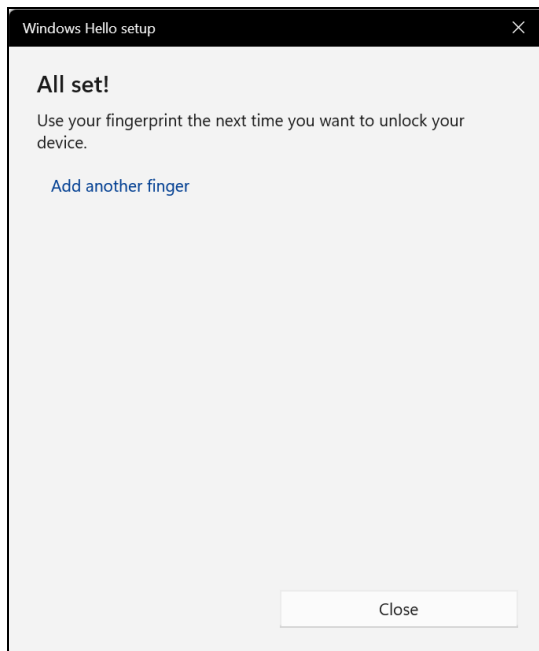 Windows Hello setup
All set!
Use your fingerprint the next time you want to unlock your
device.
Add another finger
Close